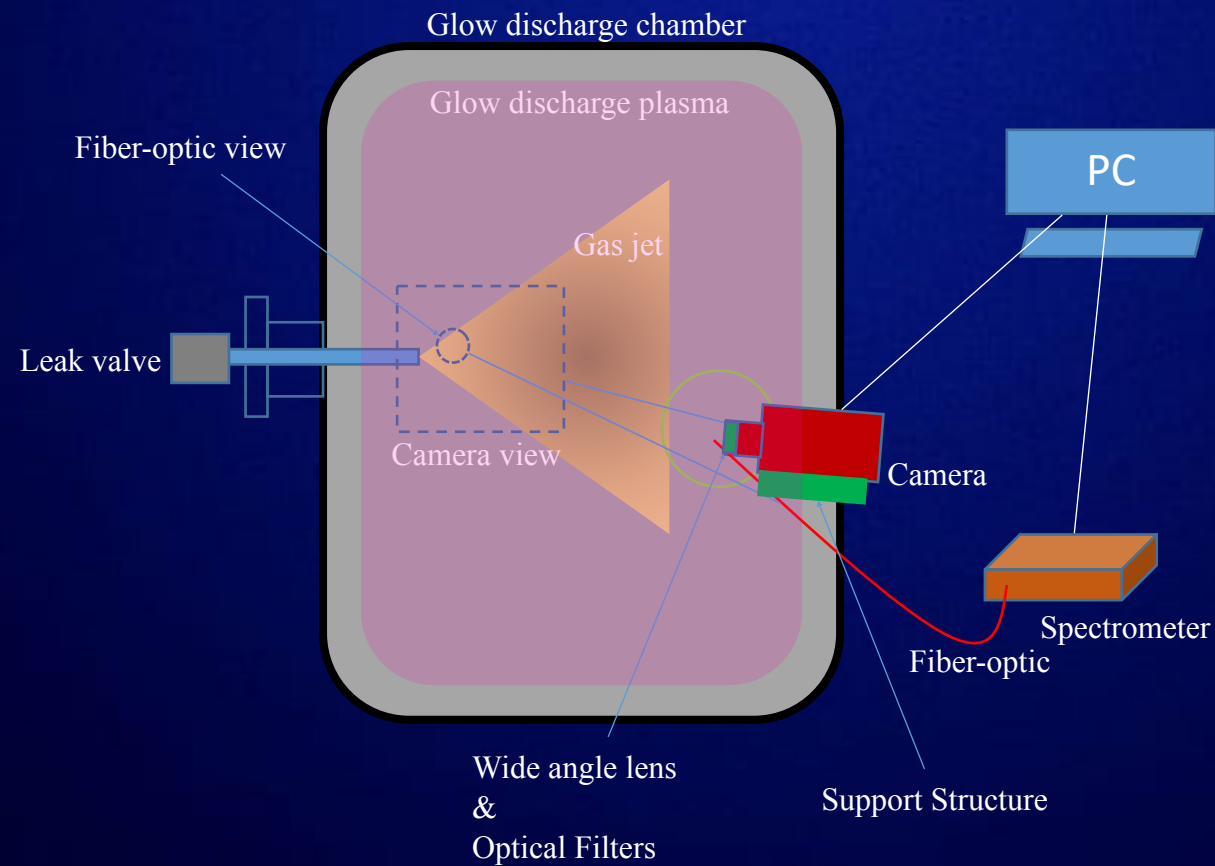 Glow discharge chamber
Glow discharge plasma
Fiber-optic view
PC
Gas jet
Leak valve
Camera view
Camera
Spectrometer
Fiber-optic
Wide angle lens
&
Optical Filters
Support Structure